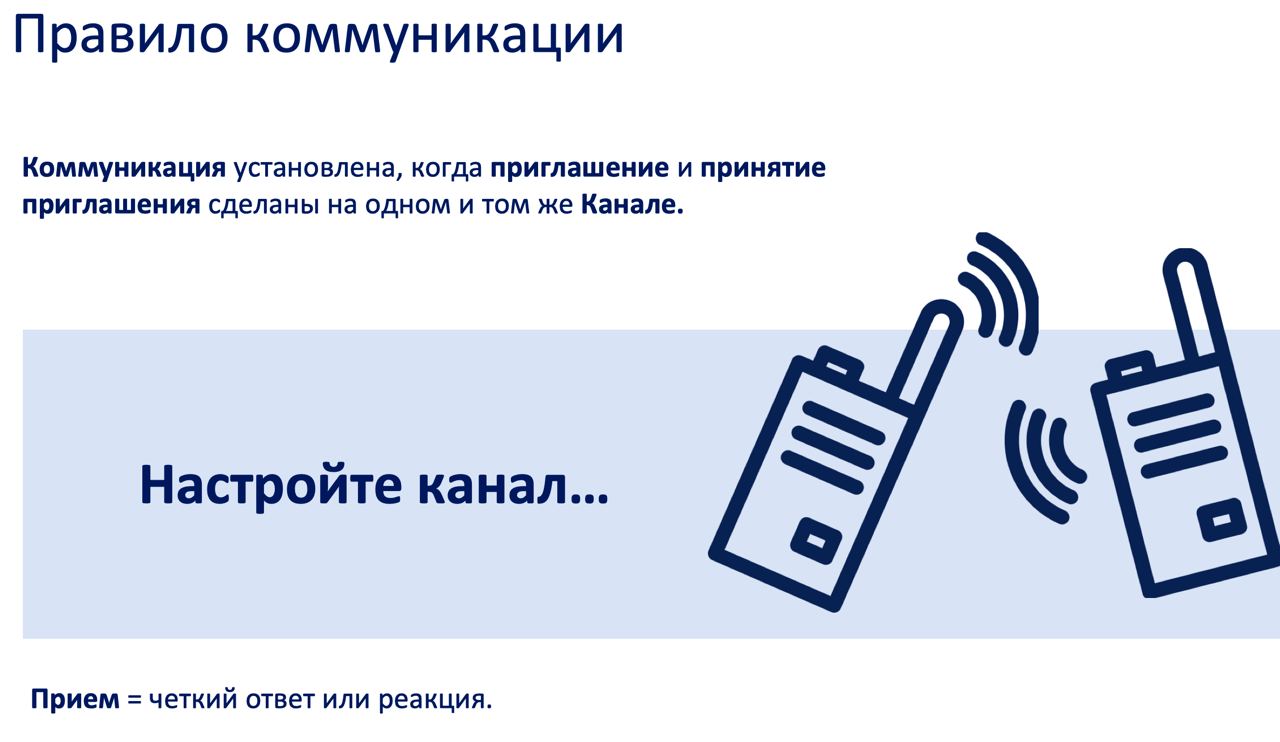 Правило коммуникации
Коммуникация установлена, когда приглашение и принятие
приглашения сделаны на одном и том же Канале.
Настройте канал…
Прием = четкий ответ или реакция.